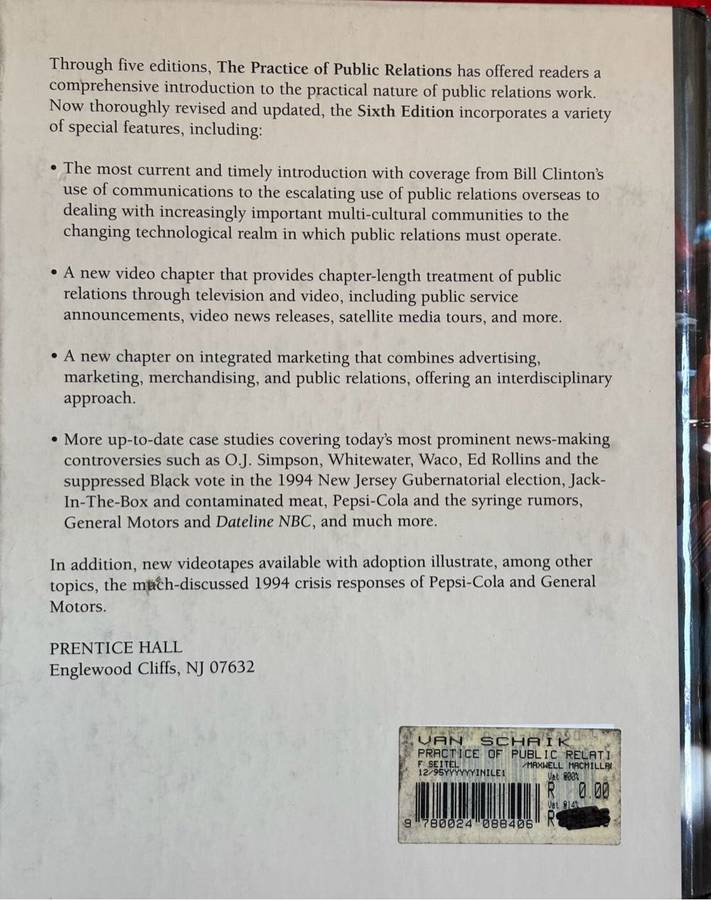 Through five editions, The Practice of Public Relations has offered readers a
comprehensive introduction to the practical nature of public relations work.
Now thoroughly revised and updated, the Sixth Edition incorporates a variety
of special features, including:
• The most current and timely introduction with coverage from Bill Clinton's
use of communications to the escalating use of public relations overseas to
dealing with increasingly important multi-cultural communities to the
changing technological realm in which public relations must operate.
• A new video chapter that provides chapter-length treatment of public
relations through television and video, including public service
announcements, video news releases, satellite media tours, and more.
• A new chapter on integrated marketing that combines advertising,
marketing, merchandising, and public relations, offering an interdisciplinary
approach.
• More up-to-date case studies covering today's most prominent news-making
controversies such as O.J. Simpson, Whitewater, Waco, Ed Rollins and the
suppressed Black vote in the 1994 New Jersey Gubernatorial election, Jack-
In-The-Box and contaminated meat, Pepsi-Cola and the syringe rumors,
General Motors and Dateline NBC, and much more.
In addition, new videotapes available with adoption illustrate, among other
topics, the much-discussed 1994 crisis responses of Pepsi-Cola and General
Motors.
PRENTICE HALL
Englewood Cliffs, NJ 07632
VAN SCHAIK
PRACTICE OF PUBLIC RELATI
F SEITEL /MAXWELL MACMILLAN
12/95YYYYYYINILE1
Vat @00%
R 0.00
Vat @14%
R
9 780024 088406